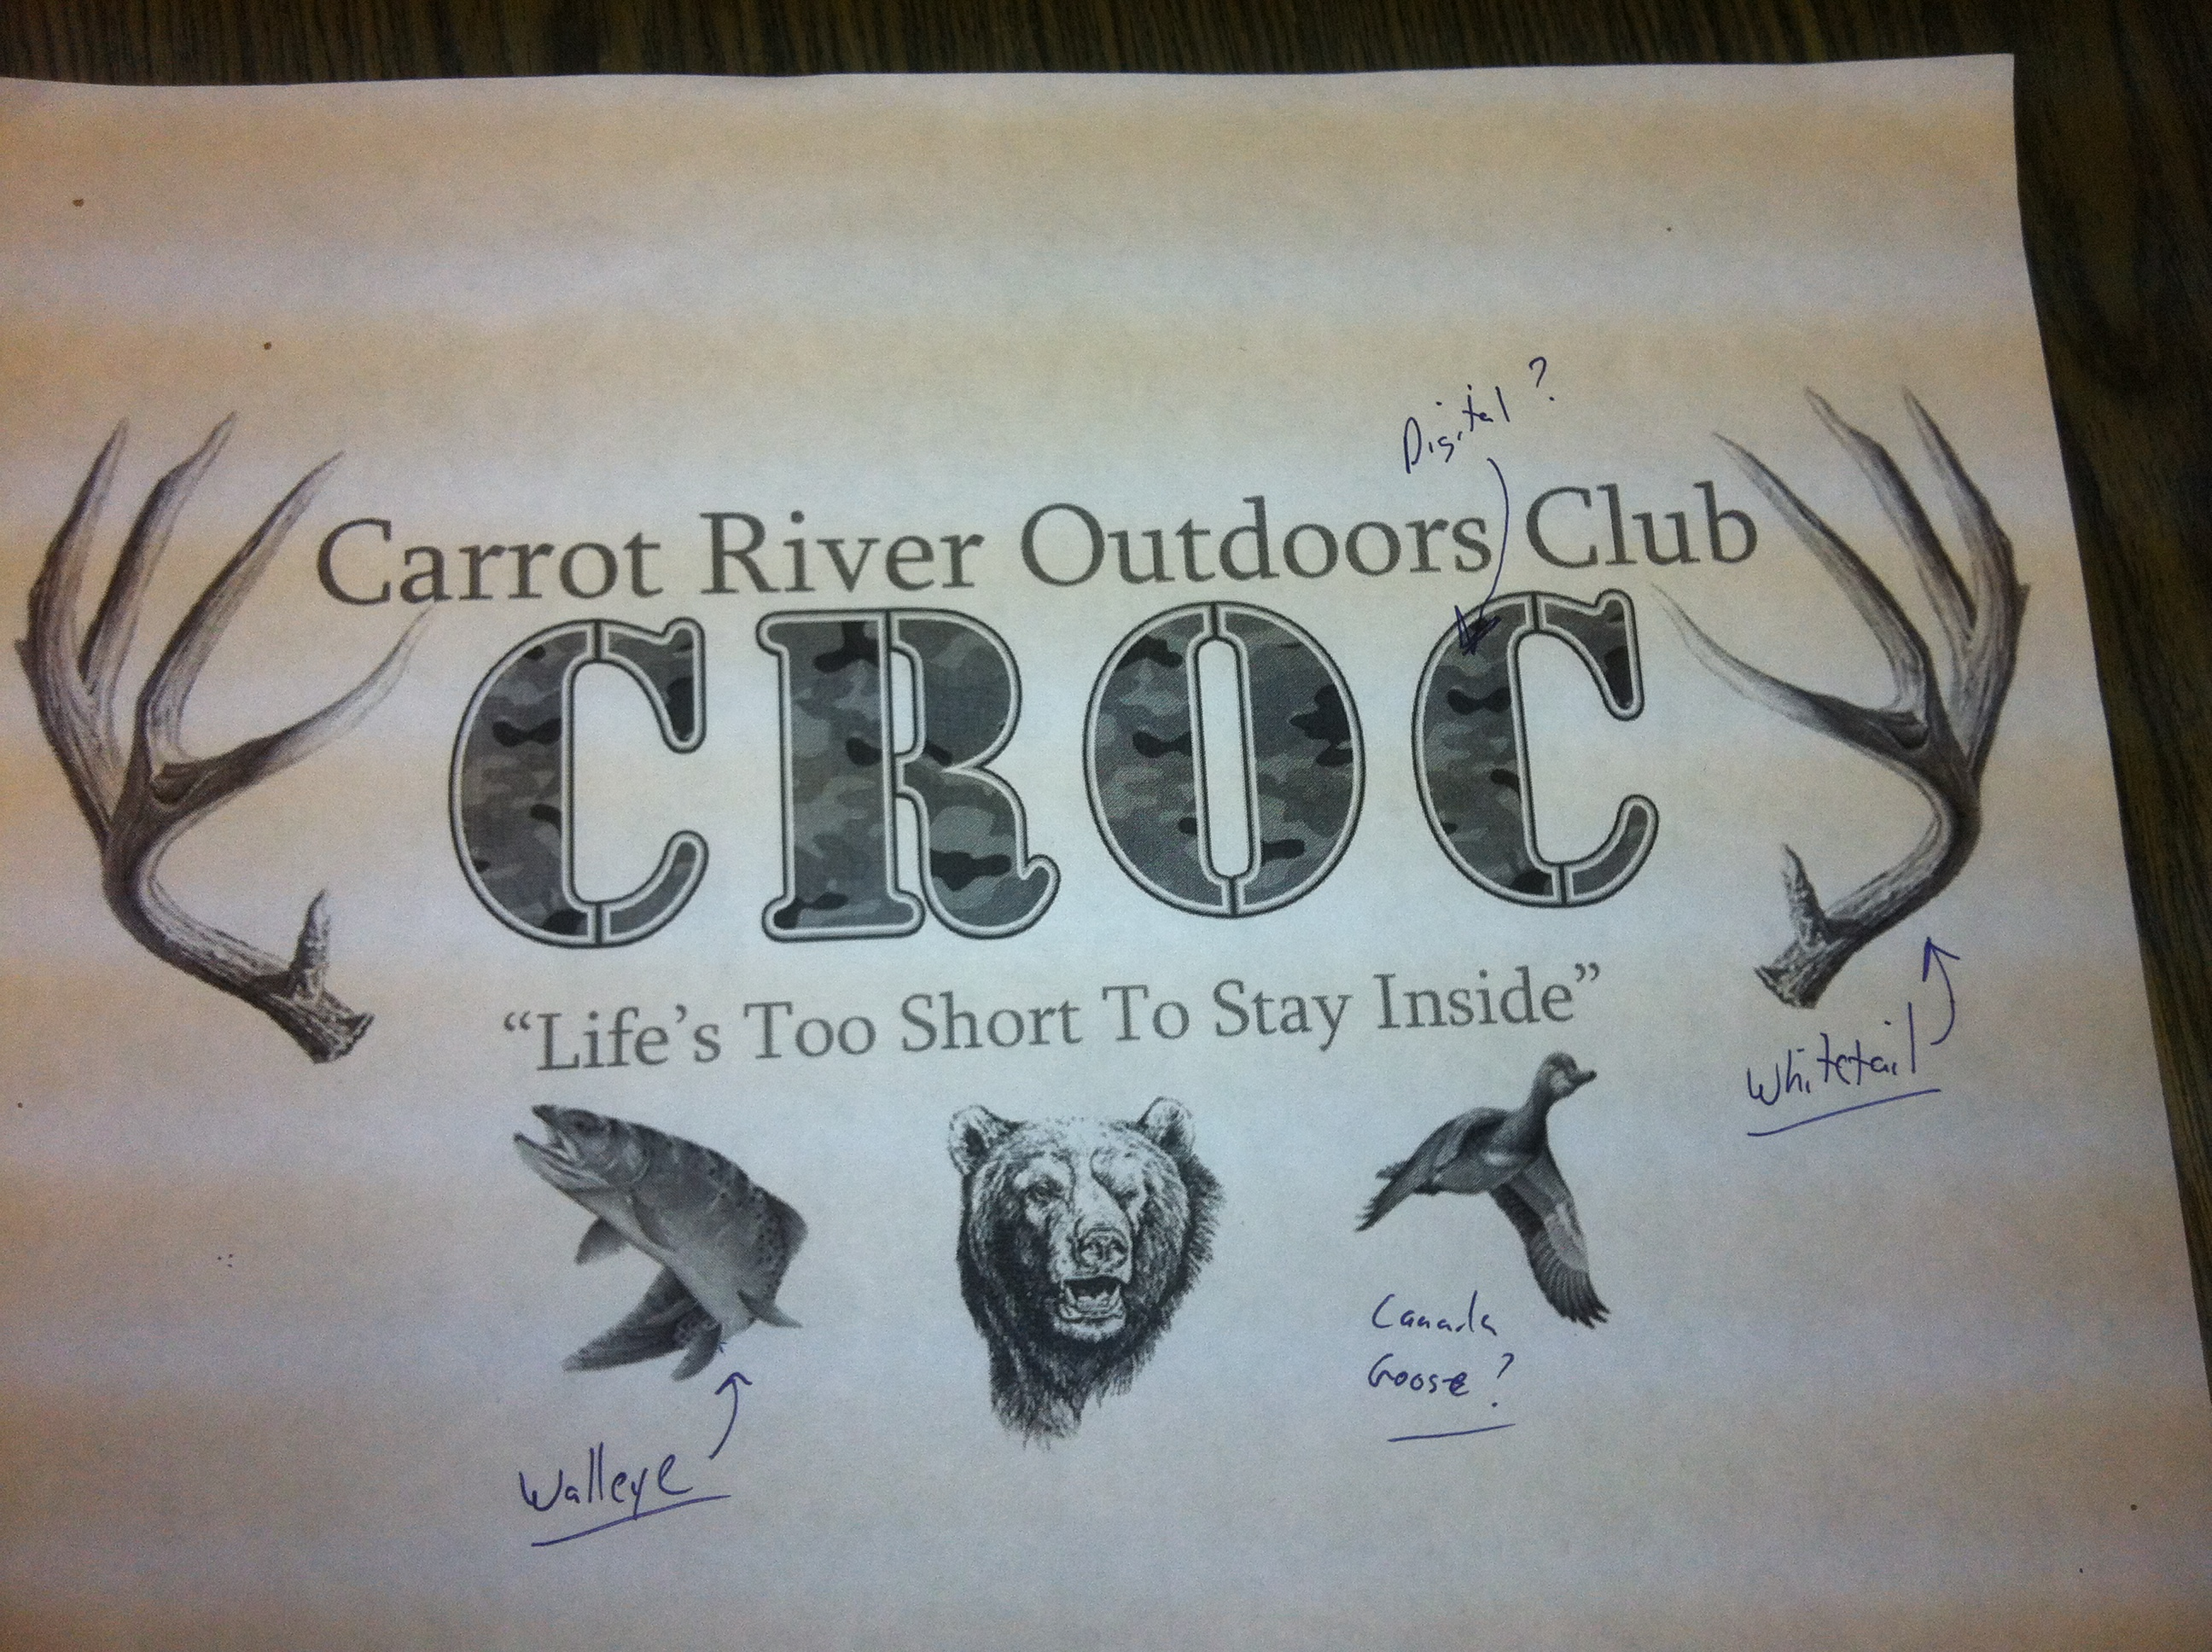 Digital ?
Carrot River Outdoors Club
CROC
“Life’s Too Short To Stay Inside”
Whitetail
Canada
Goose ?
Walleye